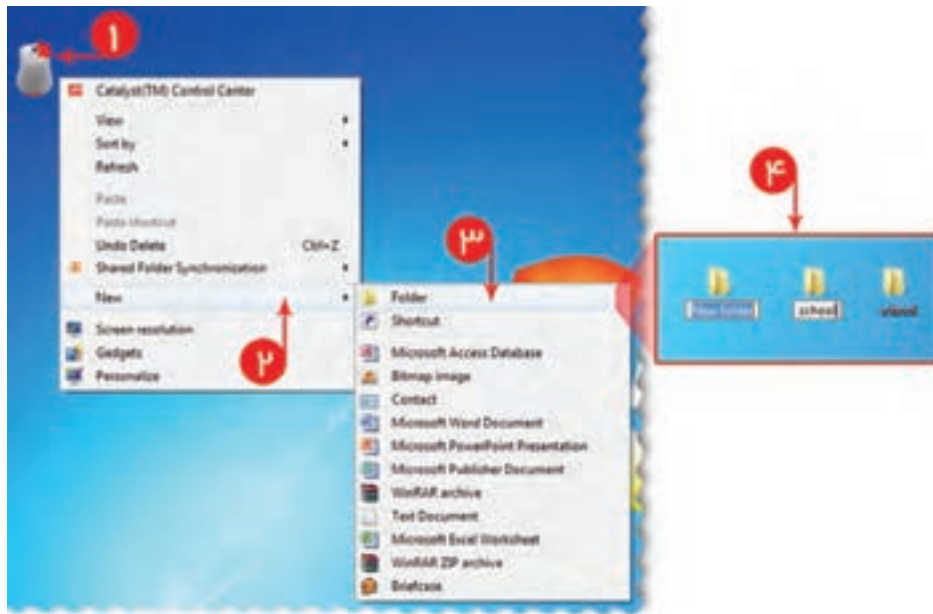 ۱
Catalyst(TM) Control Center
View
Sort by
Refresh
Paste
Paste shortcut
Undo Delete Ctrl+Z
Shared Folder Synchronization
New
Screen resolution
Gadgets
Personalize
۲
۳
Folder
Shortcut
Microsoft Access Database
Bitmap image
Contact
Microsoft Word Document
Microsoft PowerPoint Presentation
Microsoft Publisher Document
WinRAR archive
Text Document
Microsoft Excel Worksheet
WinRAR ZIP archive
Briefcase
۴
New folder school